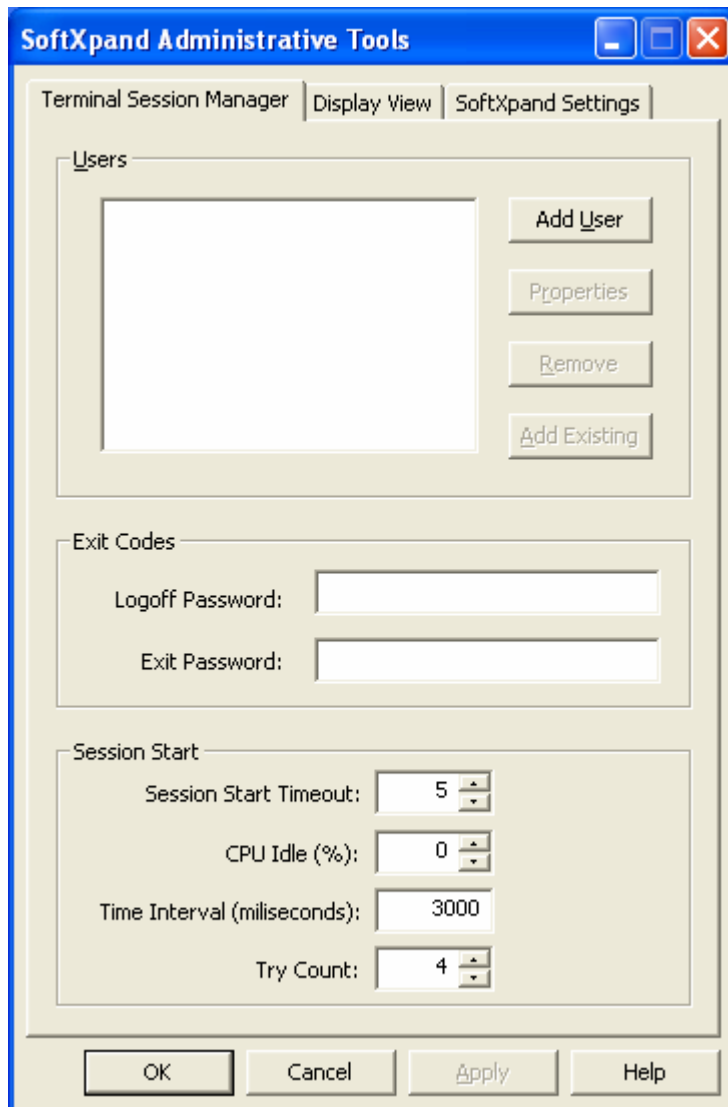 SoftXpand Administrative Tools
Terminal Session Manager
Display View
SoftXpand Settings
Users
Add User
Properties
Remove
Add Existing
Exit Codes
Logoff Password:
Exit Password:
Session Start
Session Start Timeout: 5
CPU Idle (%): 0
Time Interval (miliseconds): 3000
Try Count: 4
OK
Cancel
Apply
Help